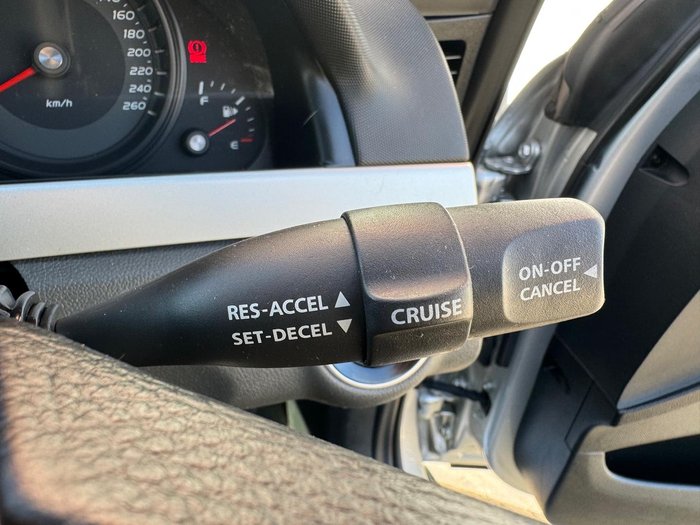 160
180
200
220
240
260
km/h
F
E
RES-ACCEL ▲
SET-DECEL ▼
CRUISE
ON-OFF
CANCEL ◄